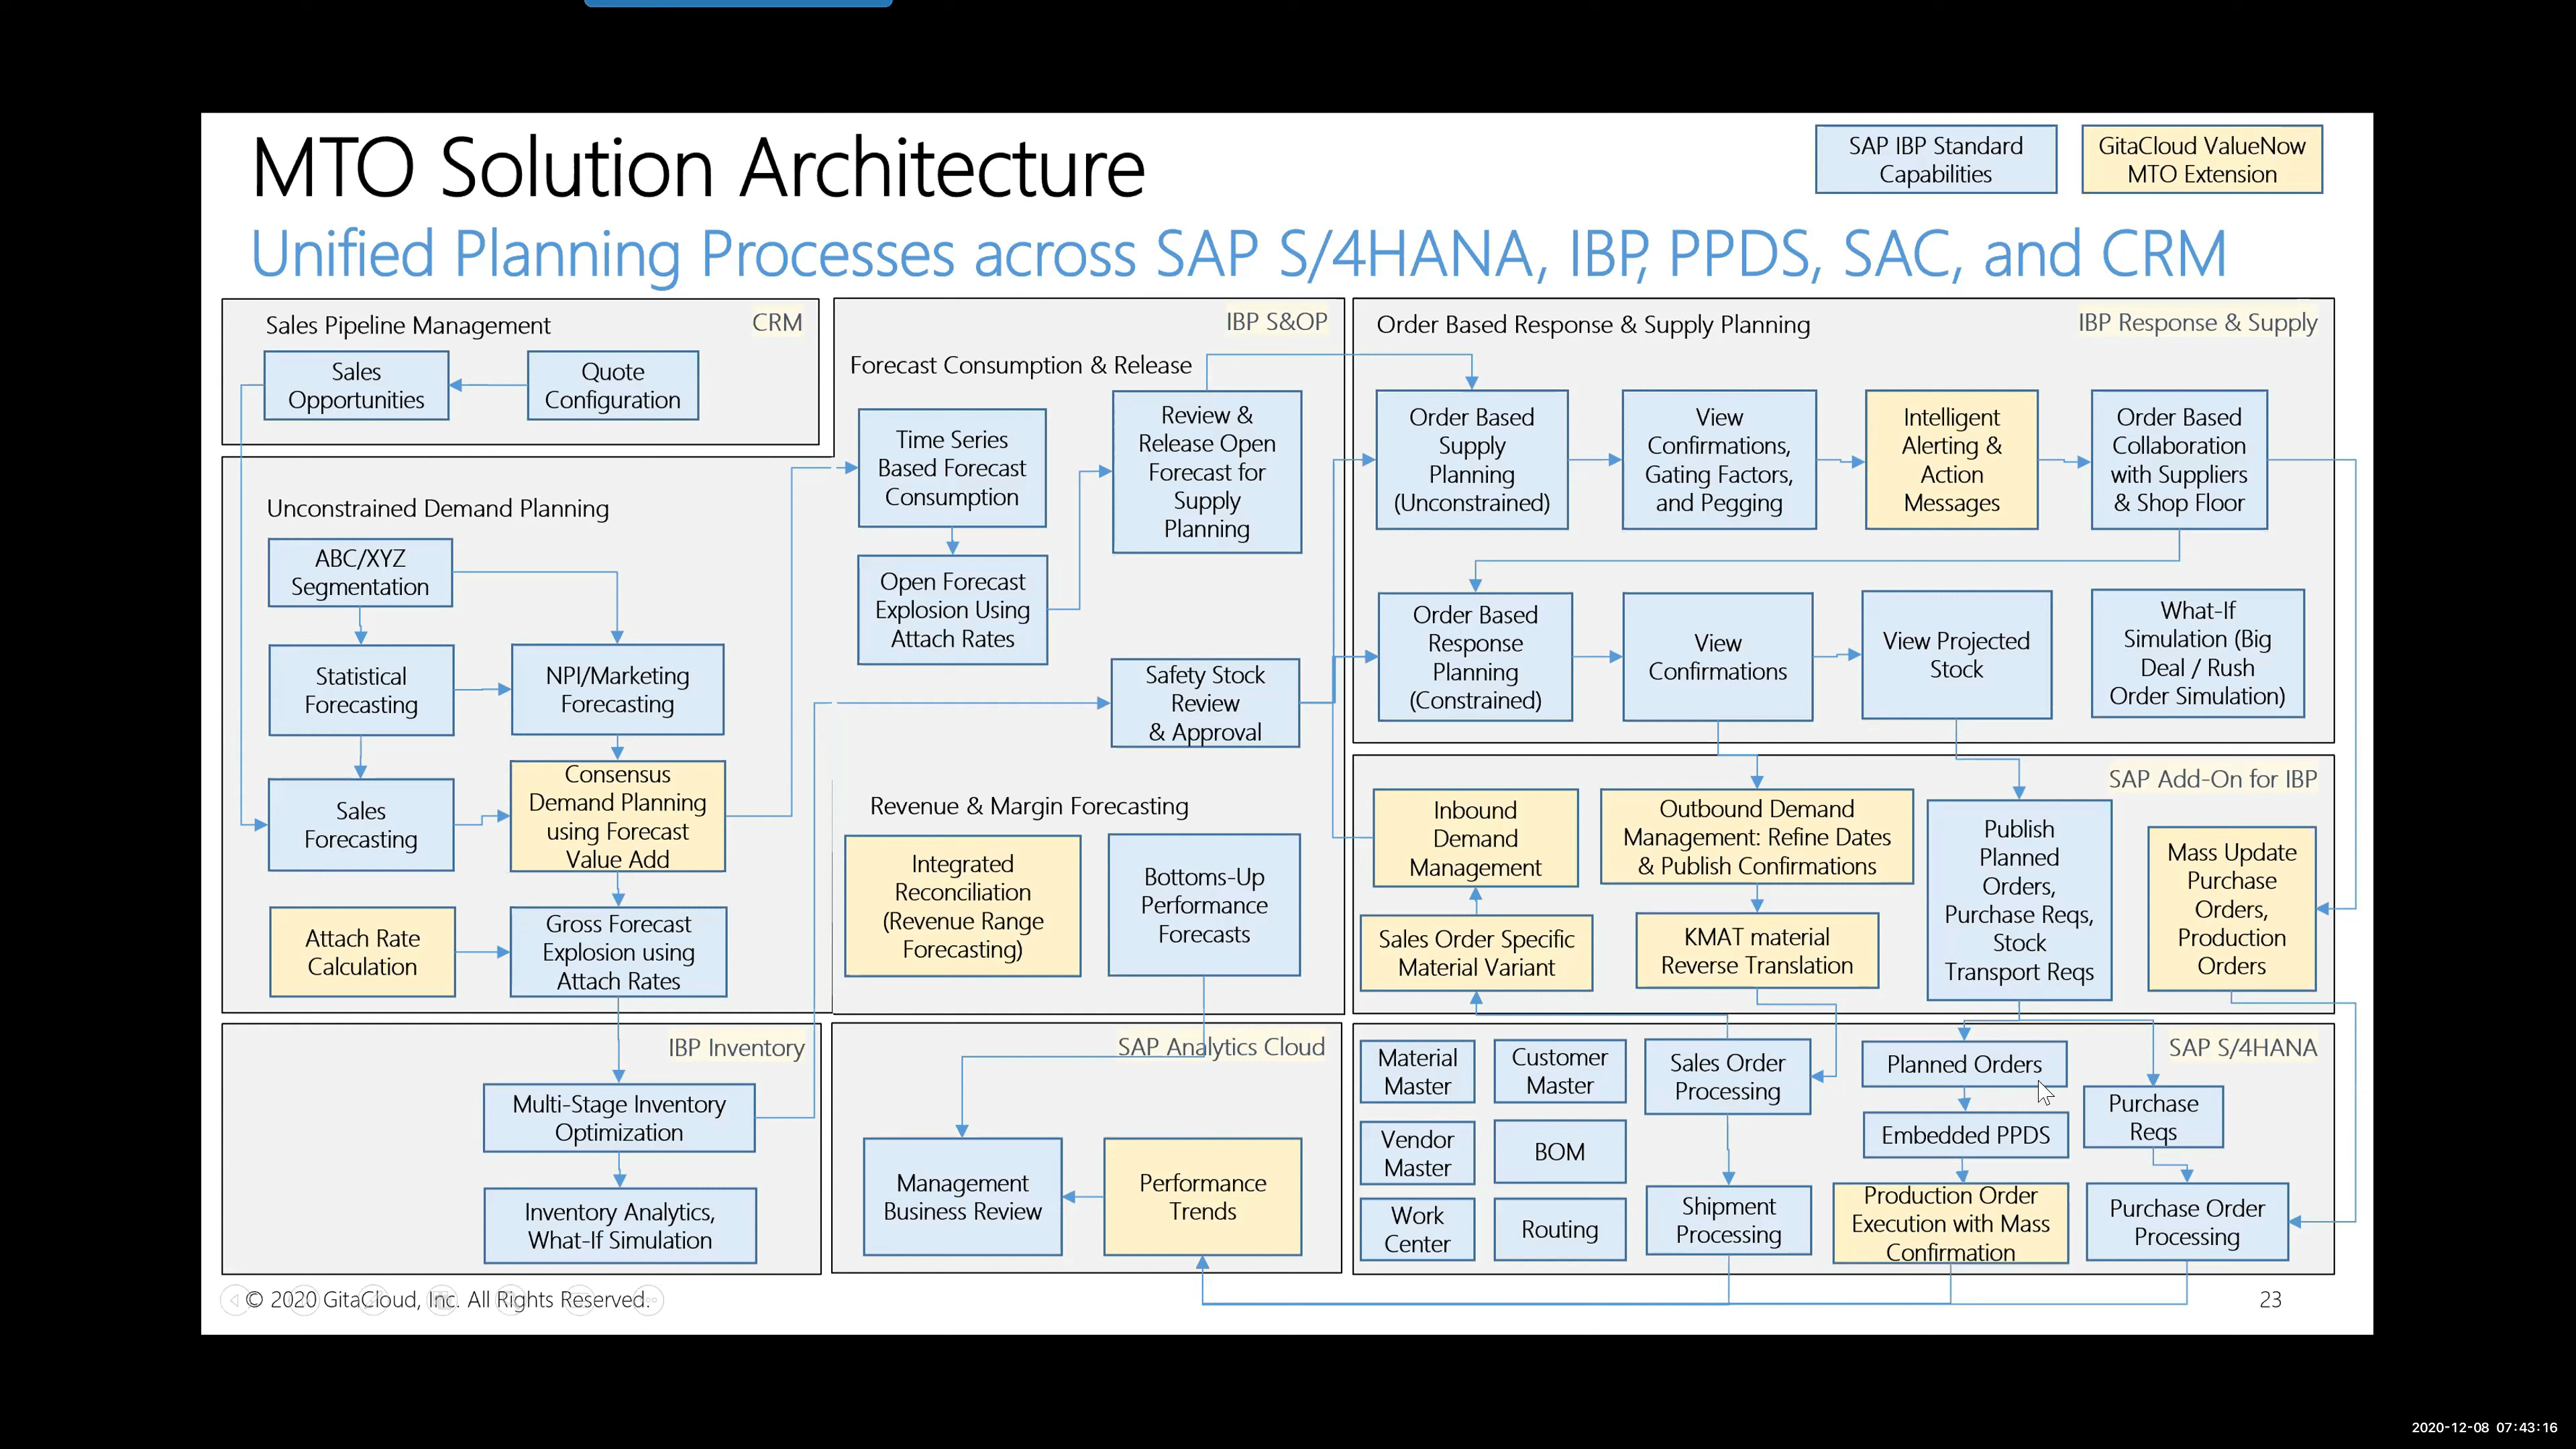 MTO Solution Architecture
SAP IBP Standard
Capabilities
GitaCloud ValueNow
MTO Extension
Unified Planning Processes across SAP S/4HANA, IBP, PPDS, SAC, and CRM
Sales Pipeline Management
CRM
Sales
Opportunities
Quote
Configuration
Unconstrained Demand Planning
ABC/XYZ
Segmentation
Statistical
Forecasting
NPI/Marketing
Forecasting
Sales
Forecasting
Consensus
Demand Planning
using Forecast
Value Add
Attach Rate
Calculation
Gross Forecast
Explosion using
Attach Rates
IBP Inventory
Multi-Stage Inventory
Optimization
Inventory Analytics,
What-If Simulation
IBP S&OP
Forecast Consumption & Release
Time Series
Based Forecast
Consumption
Review &
Release Open
Forecast for
Supply
Planning
Open Forecast
Explosion Using
Attach Rates
Safety Stock
Review
& Approval
Revenue & Margin Forecasting
Integrated
Reconciliation
(Revenue Range
Forecasting)
Bottoms-Up
Performance
Forecasts
SAP Analytics Cloud
Management
Business Review
Performance
Trends
Order Based Response & Supply Planning
IBP Response & Supply
Order Based
Supply
Planning
(Unconstrained)
View
Confirmations,
Gating Factors,
and Pegging
Intelligent
Alerting &
Action
Messages
Order Based
Collaboration
with Suppliers
& Shop Floor
Order Based
Response
Planning
(Constrained)
View
Confirmations
View Projected
Stock
What-If
Simulation (Big
Deal / Rush
Order Simulation)
SAP Add-On for IBP
Inbound
Demand
Management
Outbound Demand
Management: Refine Dates
& Publish Confirmations
Publish
Planned
Orders,
Purchase Reqs,
Stock
Transport Reqs
Mass Update
Purchase
Orders,
Production
Orders
Sales Order Specific
Material Variant
KMAT material
Reverse Translation
SAP S/4HANA
Material
Master
Customer
Master
Sales Order
Processing
Planned Orders
Purchase
Reqs
Vendor
Master
BOM
Embedded PPDS
Work
Center
Routing
Shipment
Processing
Production Order
Execution with Mass
Confirmation
Purchase Order
Processing
© 2020 GitaCloud, Inc. All Rights Reserved.
23
2020-12-08 07:43:16